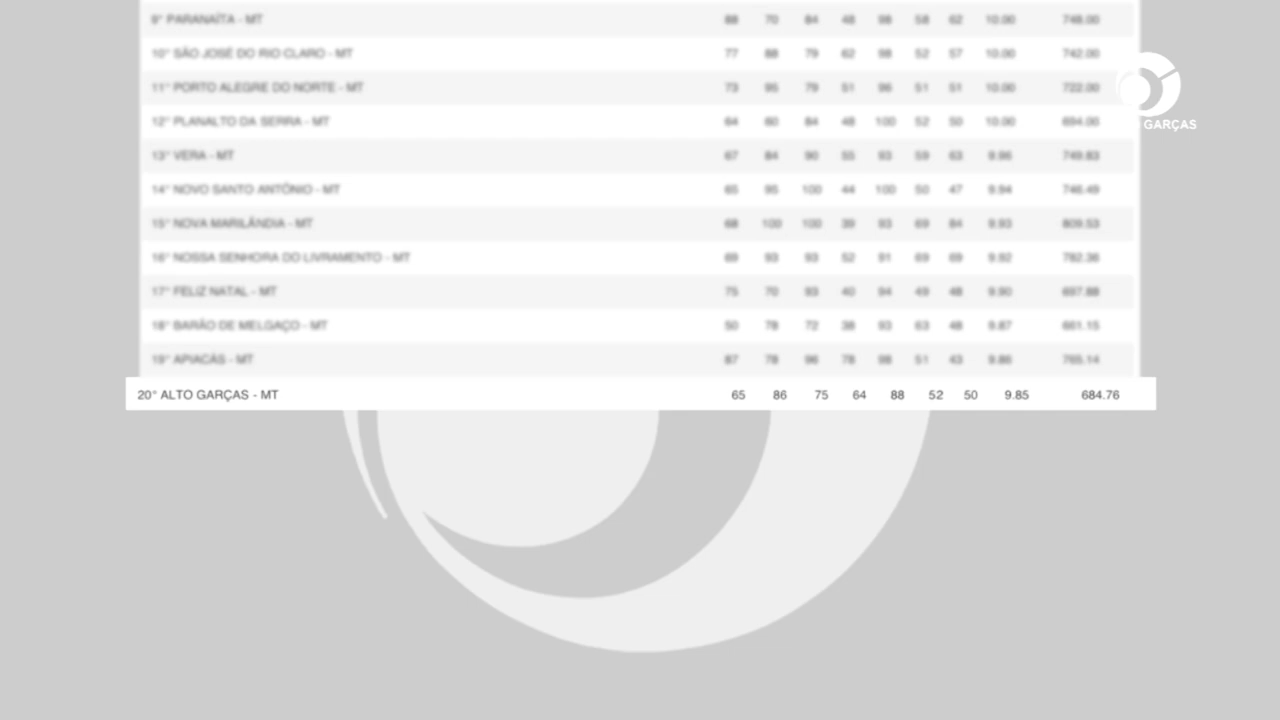 9° PARANAÍTA - MT 88 70 84 48 98 58 62 10.00 748.00
10° SÃO JOSÉ DO RIO CLARO - MT 77 88 79 62 98 52 57 10.00 742.00
11° PORTO ALEGRE DO NORTE - MT 73 95 79 51 96 51 51 10.00 722.00
12° PLANALTO DA SERRA - MT 64 60 84 48 100 52 50 10.00 694.00
GARÇAS
13° VERA - MT 67 84 90 55 93 59 63 9.96 749.83
14° NOVO SANTO ANTÔNIO - MT 65 95 100 44 100 50 47 9.94 746.49
15° NOVA MARILÂNDIA - MT 68 100 100 39 93 69 84 9.93 809.53
16° NOSSA SENHORA DO LIVRAMENTO - MT 69 93 93 52 91 69 69 9.92 782.36
17° FELIZ NATAL - MT 75 70 93 40 94 49 48 9.90 697.88
18° BARÃO DE MELGAÇO - MT 50 78 72 38 93 63 48 9.87 661.15
19° APIACÁS - MT 87 78 96 78 98 51 43 9.86 765.14
20° ALTO GARÇAS - MT 65 86 75 64 88 52 50 9.85 684.76